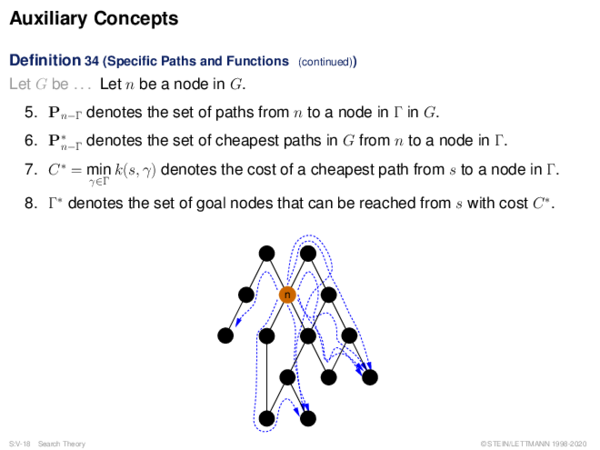 Auxiliary Concepts
Definition 34 (Specific Paths and Functions (continued))
Let G be … Let n be a node in G.
5. P_{n−Γ} denotes the set of paths from n to a node in Γ in G.
6. P*_{n−Γ} denotes the set of cheapest paths in G from n to a node in Γ.
7. C* = min_{γ∈Γ} k(s, γ) denotes the cost of a cheapest path from s to a node in Γ.
8. Γ* denotes the set of goal nodes that can be reached from s with cost C*.
n
S:V-18 Search Theory
©STEIN/LETTMANN 1998-2020